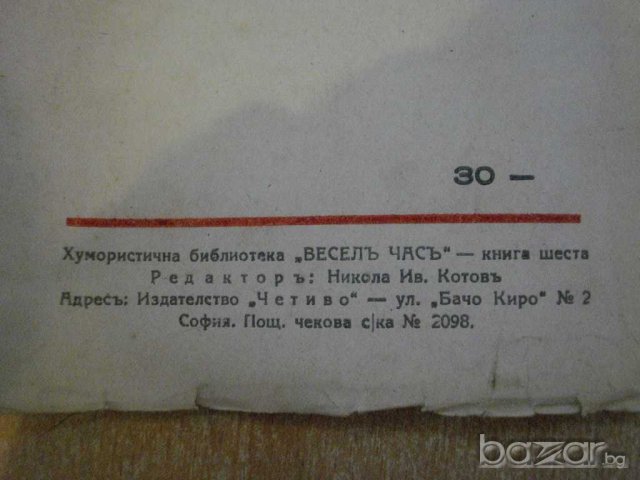 30 —
Хумористична библиотека „ВЕСЕЛЪ ЧАСЪ“ — книга шеста
Редакторъ: Никола Ив. Котовъ
Адресъ: Издателство „Четиво“ — ул. „Бачо Киро“ № 2
София. Пощ. чекова с|ка № 2098.
bazar.bg